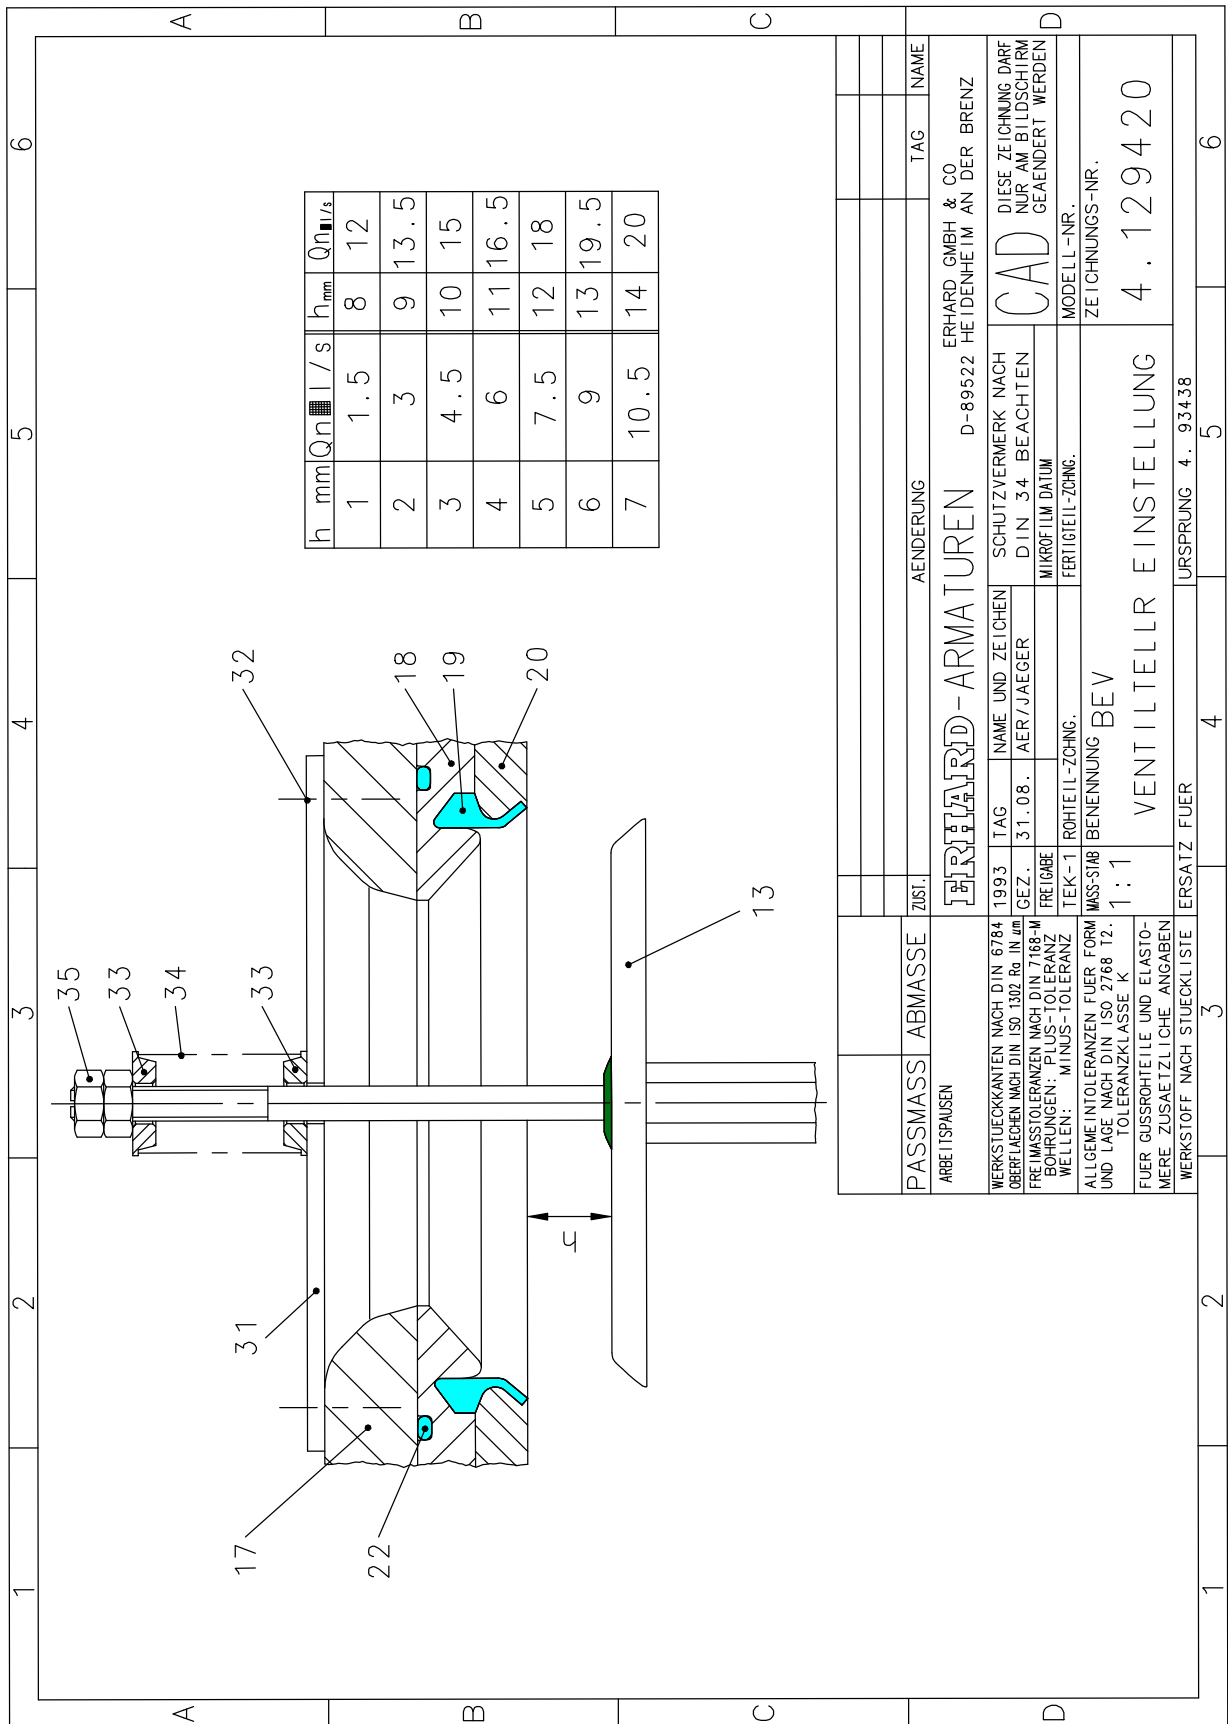 1 2 3 4 5 6
A
B
C
D
35
33
34
33
32
31
18
19
20
17
22
13
h
h mm Qn l/s h mm Qn l/s
1 1.5 8 12
2 3 9 13.5
3 4.5 10 15
4 6 11 16.5
5 7.5 12 18
6 9 13 19.5
7 10.5 14 20
PASSMASS ABMASSE
ZUST. AENDERUNG TAG NAME
ARBEITSPAUSEN
ERHARD-ARMATUREN
ERHARD GMBH & CO
D-89522 HEIDENHEIM AN DER BRENZ
WERKSTUECKKANTEN NACH DIN 6784
OBERFLAECHEN NACH DIN ISO 1302 Ra IN um
FREIMASSTOLERANZEN NACH DIN 7168-M
BOHRUNGEN: PLUS-TOLERANZ
WELLEN: MINUS-TOLERANZ
ALLGEMEINTOLERANZEN FUER FORM
UND LAGE NACH DIN ISO 2768 T2.
TOLERANZKLASSE K
FUER GUSSROHTEILE UND ELASTO-
MERE ZUSAETZLICHE ANGABEN
WERKSTOFF NACH STUECKLISTE
1993 TAG NAME UND ZEICHEN
GEZ. 31.08. AER/JAEGER
FREIGABE
TEK-1 ROHTEIL-ZCHNG.
SCHUTZVERMERK NACH
DIN 34 BEACHTEN
MIKROFILM DATUM
FERTIGTEIL-ZCHNG.
CAD
DIESE ZEICHNUNG DARF
NUR AM BILDSCHIRM
GEAENDERT WERDEN
MODELL-NR.
MASS-STAB
1:1
BENENNUNG BEV
VENTILTELLR EINSTELLUNG
ZEICHNUNGS-NR.
4.129420
ERSATZ FUER
URSPRUNG 4. 93438
1 2 3 4 5 6
A
B
C
D